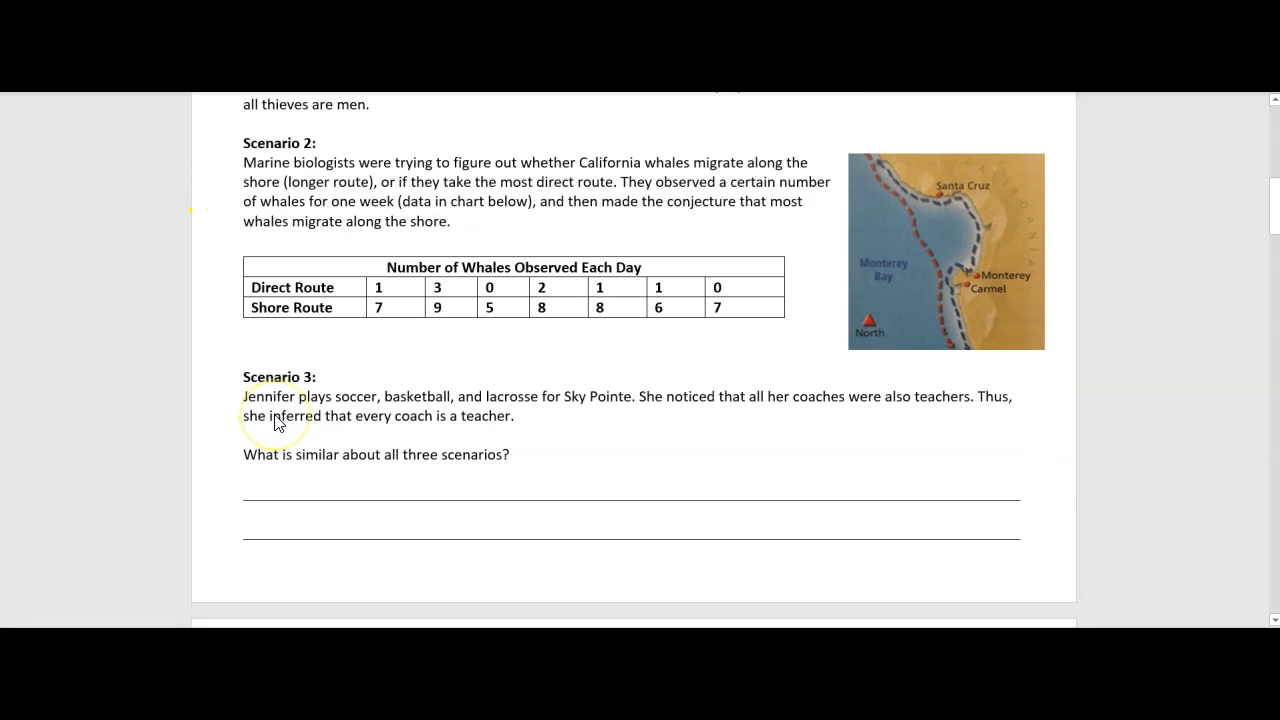 all thieves are men.
Scenario 2:
Marine biologists were trying to figure out whether California whales migrate along the
shore (longer route), or if they take the most direct route. They observed a certain number
of whales for one week (data in chart below), and then made the conjecture that most
whales migrate along the shore.
Number of Whales Observed Each Day
Direct Route 1 3 0 2 1 1 0
Shore Route 7 9 5 8 8 6 7
Santa Cruz
Monterey
Bay
Monterey
Carmel
North
Scenario 3:
Jennifer plays soccer, basketball, and lacrosse for Sky Pointe. She noticed that all her coaches were also teachers. Thus,
she inferred that every coach is a teacher.
What is similar about all three scenarios?